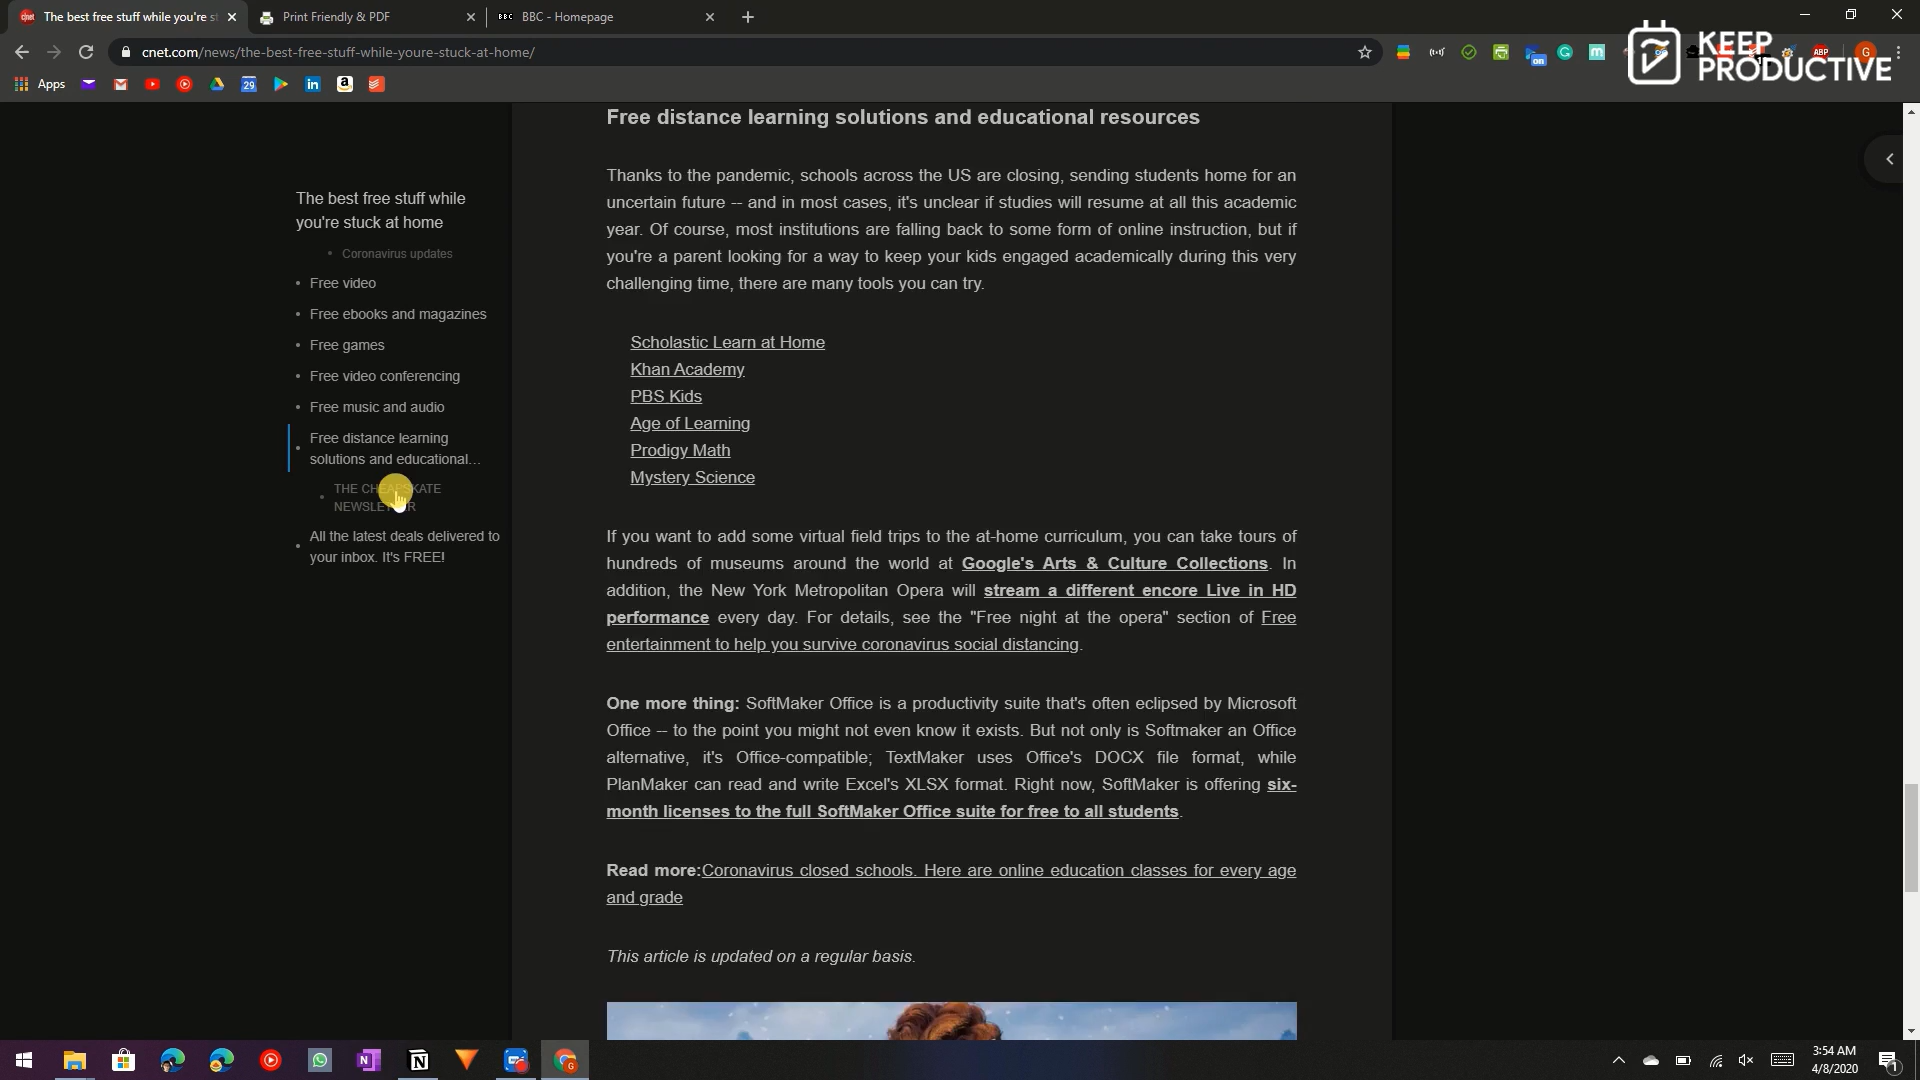 The best free stuff while you're st
Print Friendly & PDF
BBC - Homepage
cnet.com/news/the-best-free-stuff-while-youre-stuck-at-home/
KEEP
PRODUCTIVE
Apps
The best free stuff while
you're stuck at home
Coronavirus updates
Free video
Free ebooks and magazines
Free games
Free video conferencing
Free music and audio
Free distance learning
solutions and educational...
THE CHEAPSKATE
NEWSLETTER
All the latest deals delivered to
your inbox. It's FREE!
Free distance learning solutions and educational resources
Thanks to the pandemic, schools across the US are closing, sending students home for an
uncertain future -- and in most cases, it's unclear if studies will resume at all this academic
year. Of course, most institutions are falling back to some form of online instruction, but if
you're a parent looking for a way to keep your kids engaged academically during this very
challenging time, there are many tools you can try.
Scholastic Learn at Home
Khan Academy
PBS Kids
Age of Learning
Prodigy Math
Mystery Science
If you want to add some virtual field trips to the at-home curriculum, you can take tours of
hundreds of museums around the world at Google's Arts & Culture Collections. In
addition, the New York Metropolitan Opera will stream a different encore Live in HD
performance every day. For details, see the "Free night at the opera" section of Free
entertainment to help you survive coronavirus social distancing.
One more thing: SoftMaker Office is a productivity suite that's often eclipsed by Microsoft
Office -- to the point you might not even know it exists. But not only is Softmaker an Office
alternative, it's Office-compatible; TextMaker uses Office's DOCX file format, while
PlanMaker can read and write Excel's XLSX format. Right now, SoftMaker is offering six-
month licenses to the full SoftMaker Office suite for free to all students.
Read more:Coronavirus closed schools. Here are online education classes for every age
and grade
This article is updated on a regular basis.
3:54 AM
4/8/2020